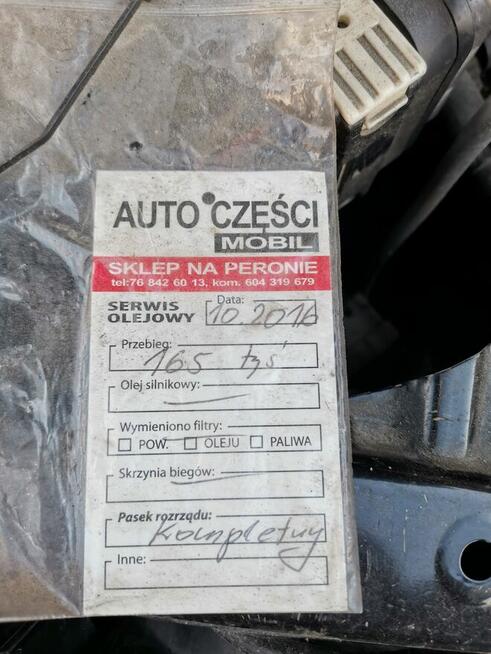 AUTO CZĘŚCI
MOBIL
SKLEP NA PERONIE
tel:76 842 60 13, kom. 604 319 679
SERWIS OLEJOWY
Data: 10.2016
Przebieg: 165 tyś
Olej silnikowy:
Wymieniono filtry:
POW. OLEJU PALIWA
Skrzynia biegów:
Pasek rozrządu: Kompletny
Inne: